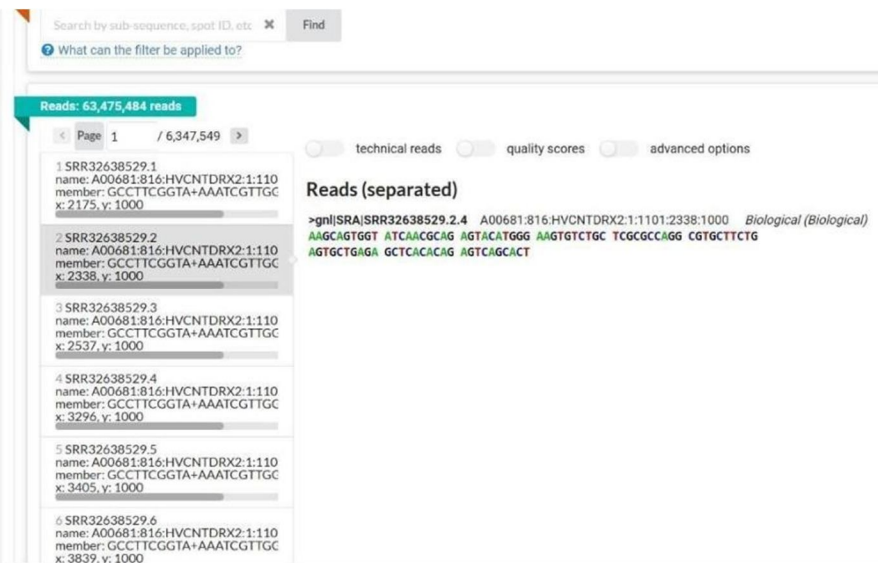 Search by sub-sequence, spot ID, etc ✖ Find
What can the filter be applied to?
Reads: 63,475,484 reads
< Page 1 / 6,347,549 >
technical reads quality scores advanced options
1 SRR32638529.1
name: A00681:816:HVCNTDRX2:1:110
member: GCCTTCGGTA+AAATCGTTGG
x: 2175, y: 1000
2 SRR32638529.2
name: A00681:816:HVCNTDRX2:1:110
member: GCCTTCGGTA+AAATCGTTGG
x: 2338, y: 1000
3 SRR32638529.3
name: A00681:816:HVCNTDRX2:1:110
member: GCCTTCGGTA+AAATCGTTGG
x: 2537, y: 1000
4 SRR32638529.4
name: A00681:816:HVCNTDRX2:1:110
member: GCCTTCGGTA+AAATCGTTGG
x: 3296, y: 1000
5 SRR32638529.5
name: A00681:816:HVCNTDRX2:1:110
member: GCCTTCGGTA+AAATCGTTGG
x: 3405, y: 1000
6 SRR32638529.6
name: A00681:816:HVCNTDRX2:1:110
member: GCCTTCGGTA+AAATCGTTGG
x: 3839, y: 1000
Reads (separated)
>gnl|SRA|SRR32638529.2.4 A00681:816:HVCNTDRX2:1:1101:2338:1000 Biological (Biological)
AAGCAGTGGT ATCAACGCAG AGTACATGGG AAGTGTCTGC TCGCGCCAGG CGTGCTTCTG
AGTGCTGAGA GCTCACACAG AGTCAGCACT